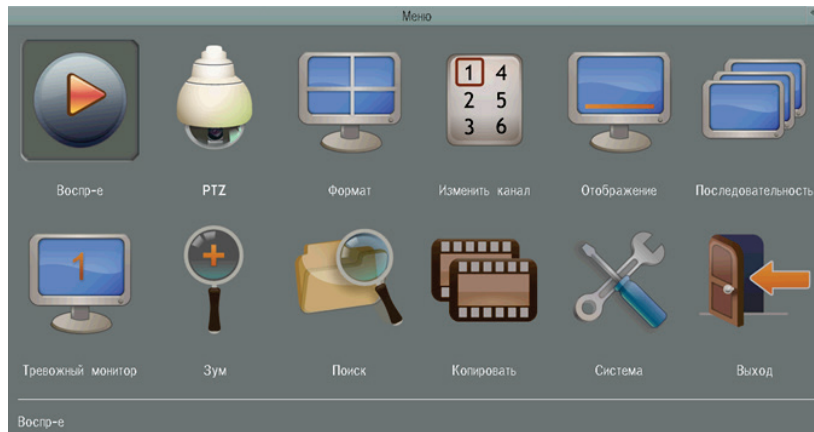 Меню
1 4
2 5
3 6
Воспр-е
PTZ
Формат
Изменить канал
Отображение
Последовательность
1
Тревожный монитор
Зум
Поиск
Копировать
Система
Выход
Воспр-е